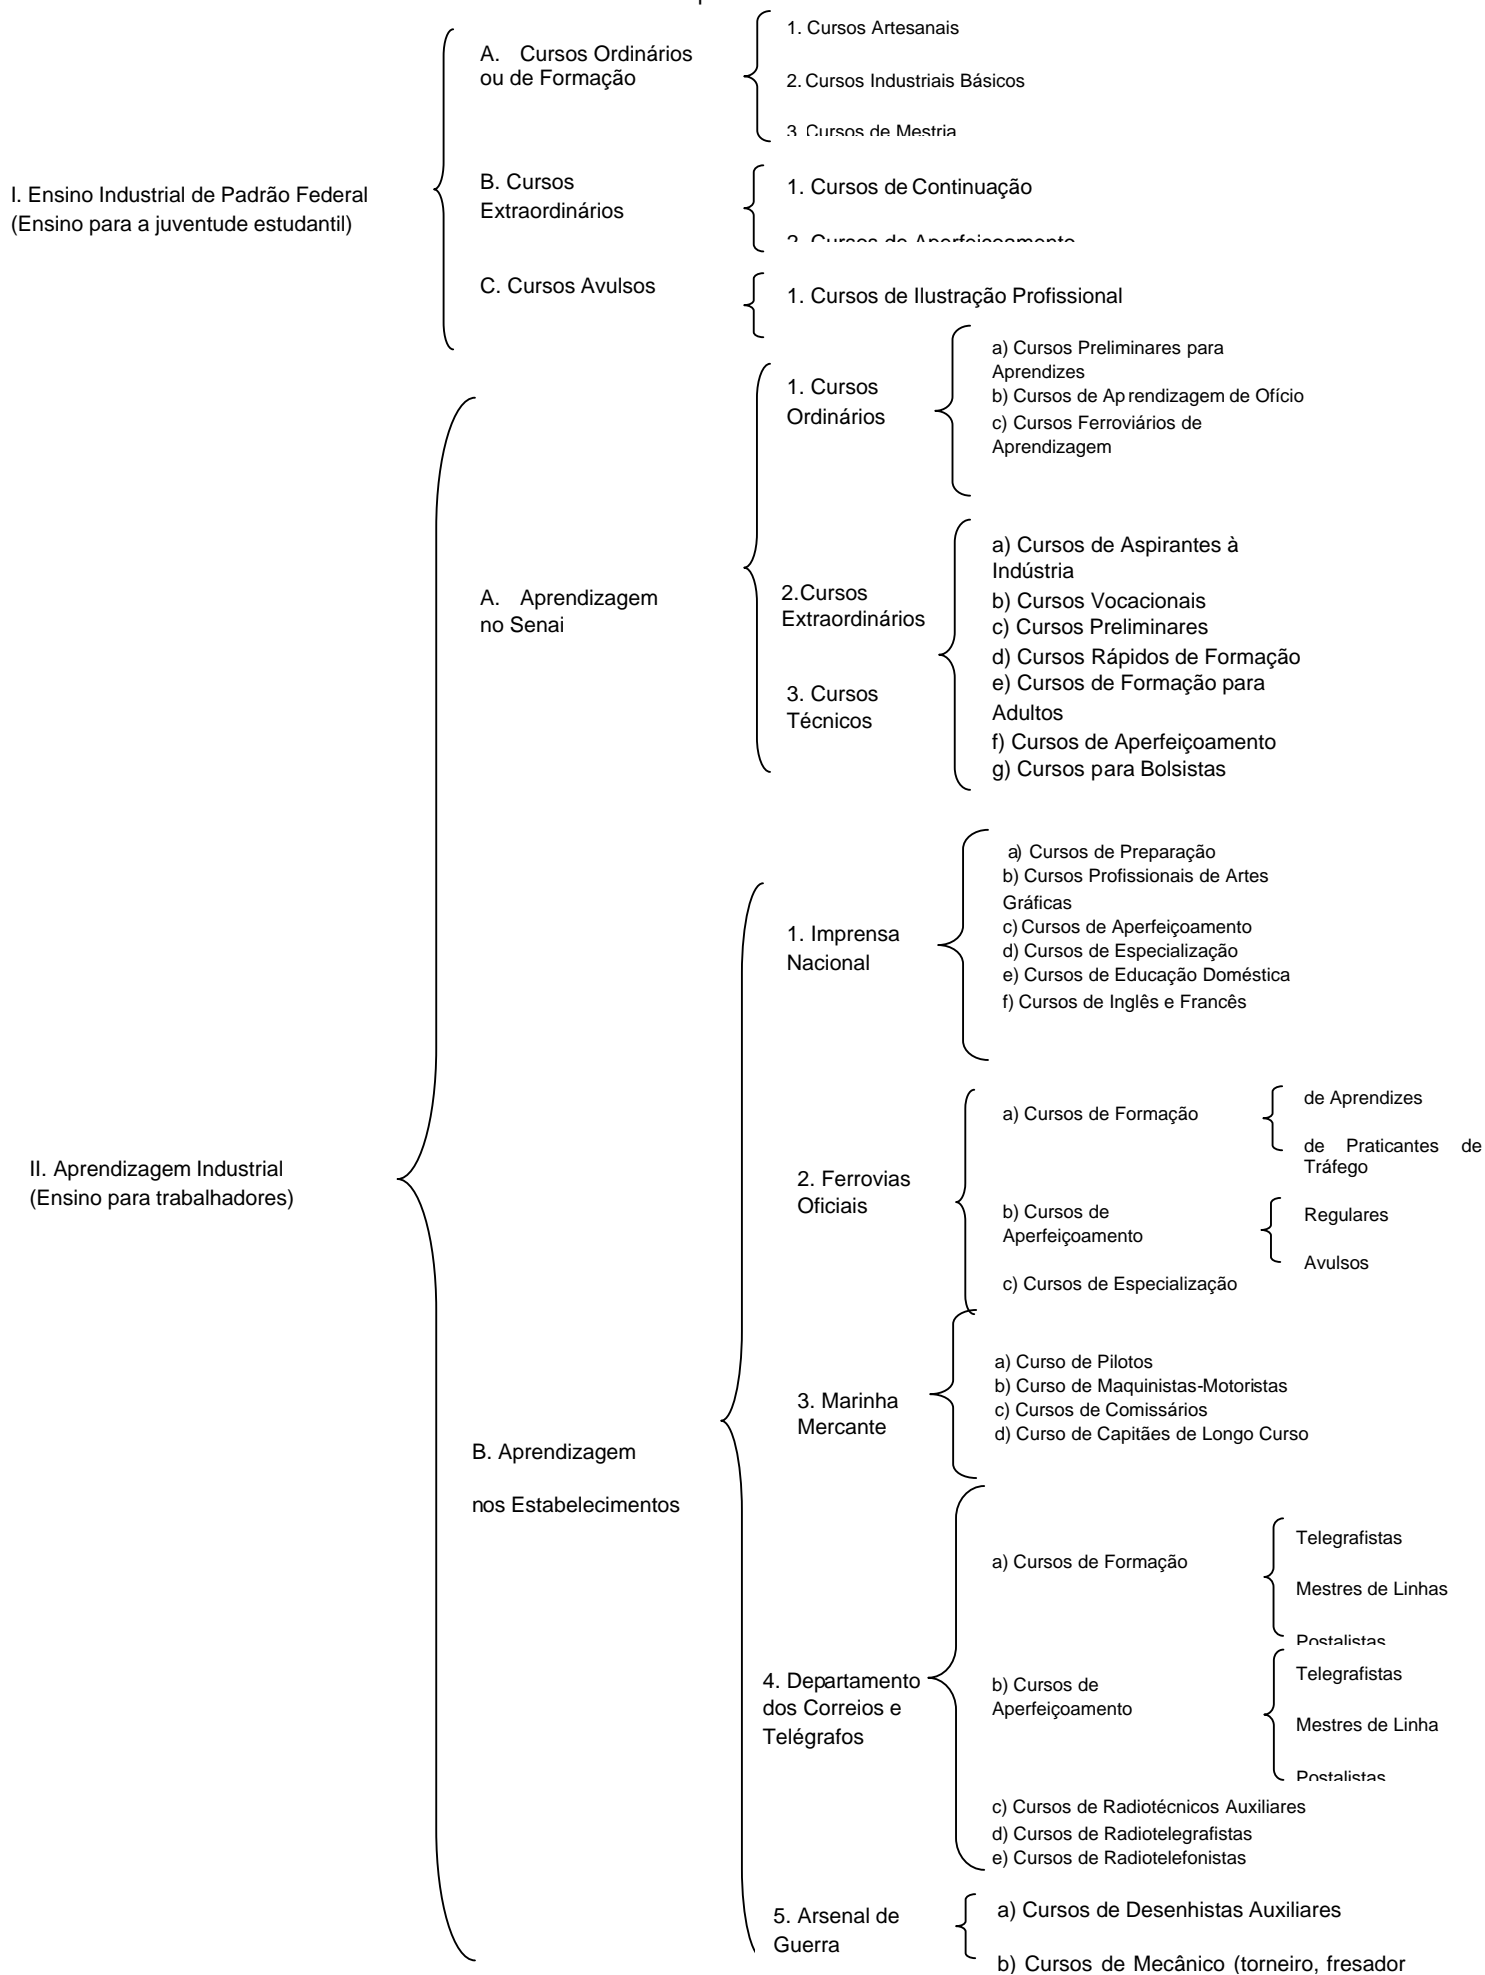 A. Cursos Ordinários
ou de Formação
1. Cursos Artesanais
2. Cursos Industriais Básicos
3. Cursos de Mestria
I. Ensino Industrial de Padrão Federal
(Ensino para a juventude estudantil)
B. Cursos
Extraordinários
1. Cursos de Continuação
2. Cursos de Aperfeiçoamento
C. Cursos Avulsos
1. Cursos de Ilustração Profissional
II. Aprendizagem Industrial
(Ensino para trabalhadores)
A. Aprendizagem
no Senai
1. Cursos
Ordinários
a) Cursos Preliminares para
Aprendizes
b) Cursos de Ap rendizagem de Ofício
c) Cursos Ferroviários de
Aprendizagem
2.Cursos
Extraordinários
a) Cursos de Aspirantes à
Indústria
b) Cursos Vocacionais
c) Cursos Preliminares
d) Cursos Rápidos de Formação
e) Cursos de Formação para
Adultos
f) Cursos de Aperfeiçoamento
g) Cursos para Bolsistas
3. Cursos
Técnicos
B. Aprendizagem
nos Estabelecimentos
1. Imprensa
Nacional
a) Cursos de Preparação
b) Cursos Profissionais de Artes
Gráficas
c) Cursos de Aperfeiçoamento
d) Cursos de Especialização
e) Cursos de Educação Doméstica
f) Cursos de Inglês e Francês
2. Ferrovias
Oficiais
a) Cursos de Formação
de Aprendizes
de Praticantes de
Tráfego
b) Cursos de
Aperfeiçoamento
Regulares
Avulsos
c) Cursos de Especialização
3. Marinha
Mercante
a) Curso de Pilotos
b) Curso de Maquinistas-Motoristas
c) Cursos de Comissários
d) Curso de Capitães de Longo Curso
4. Departamento
dos Correios e
Telégrafos
a) Cursos de Formação
Telegrafistas
Mestres de Linhas
Postalistas
b) Cursos de
Aperfeiçoamento
Telegrafistas
Mestres de Linha
Postalistas
c) Cursos de Radiotécnicos Auxiliares
d) Cursos de Radiotelegrafistas
e) Cursos de Radiotelefonistas
5. Arsenal de
Guerra
a) Cursos de Desenhistas Auxiliares
b) Cursos de Mecânico (torneiro, fresador